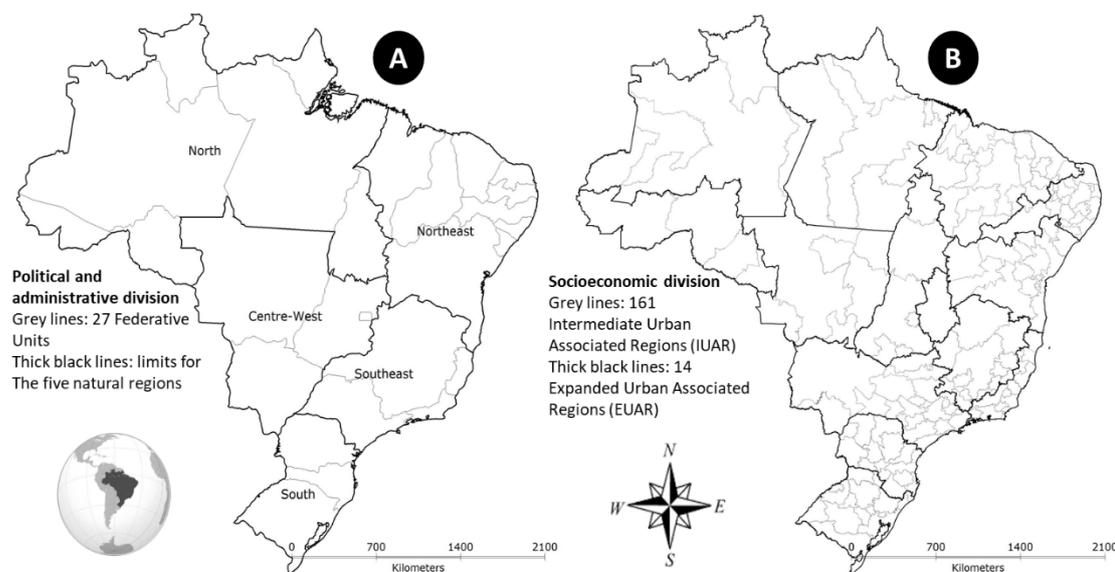 A
North
Northeast
Political and
administrative division
Grey lines: 27 Federative
Units
Thick black lines: limits for
The five natural regions
Centre-West
Southeast
South
0 700 1400 2100
Kilometers
B
Socioeconomic division
Grey lines: 161
Intermediate Urban
Associated Regions (IUAR)
Thick black lines: 14
Expanded Urban Associated
Regions (EUAR)
N
W E
S
0 700 1400 2100
Kilometers